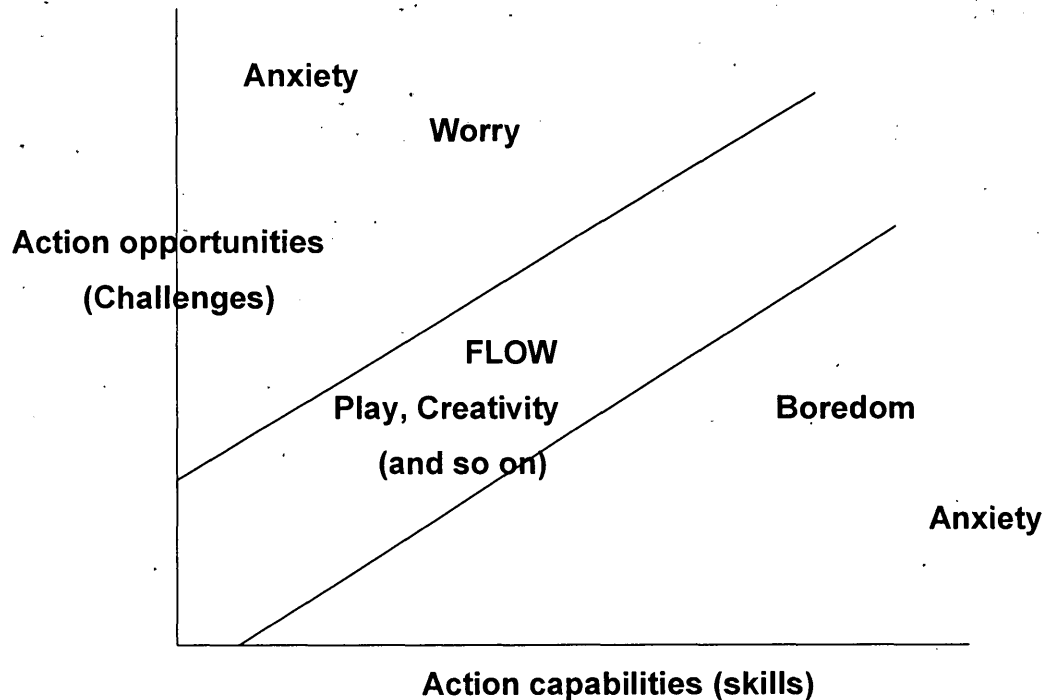 Anxiety
Worry
Action opportunities
(Challenges)
FLOW
Play, Creativity
(and so on)
Boredom
Anxiety
Action capabilities (skills)